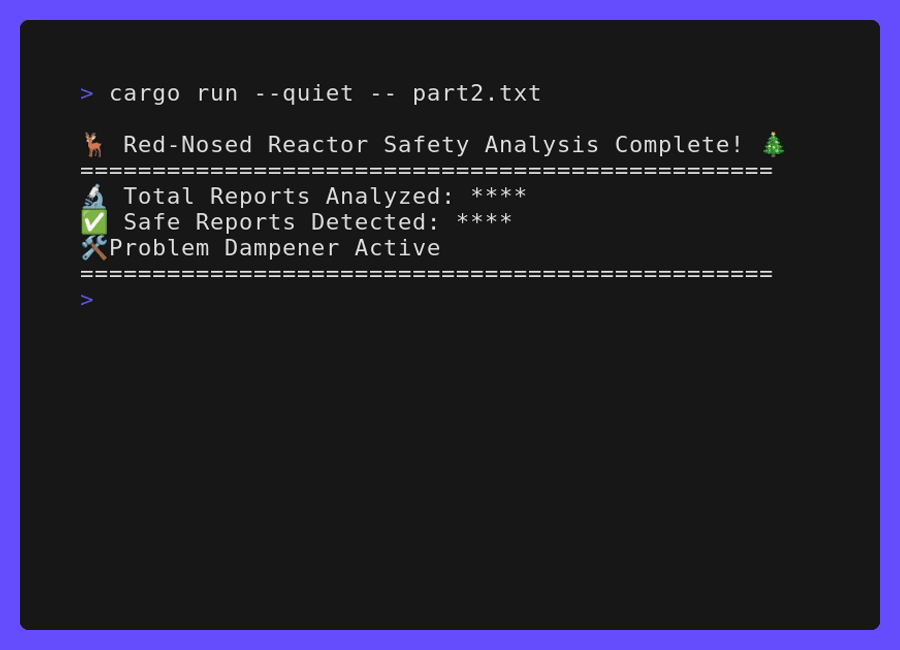 > cargo run --quiet -- part2.txt
🦌 Red-Nosed Reactor Safety Analysis Complete! 🎄
================================================
🔬 Total Reports Analyzed: ****
✅ Safe Reports Detected: ****
🛠️Problem Dampener Active
================================================
>